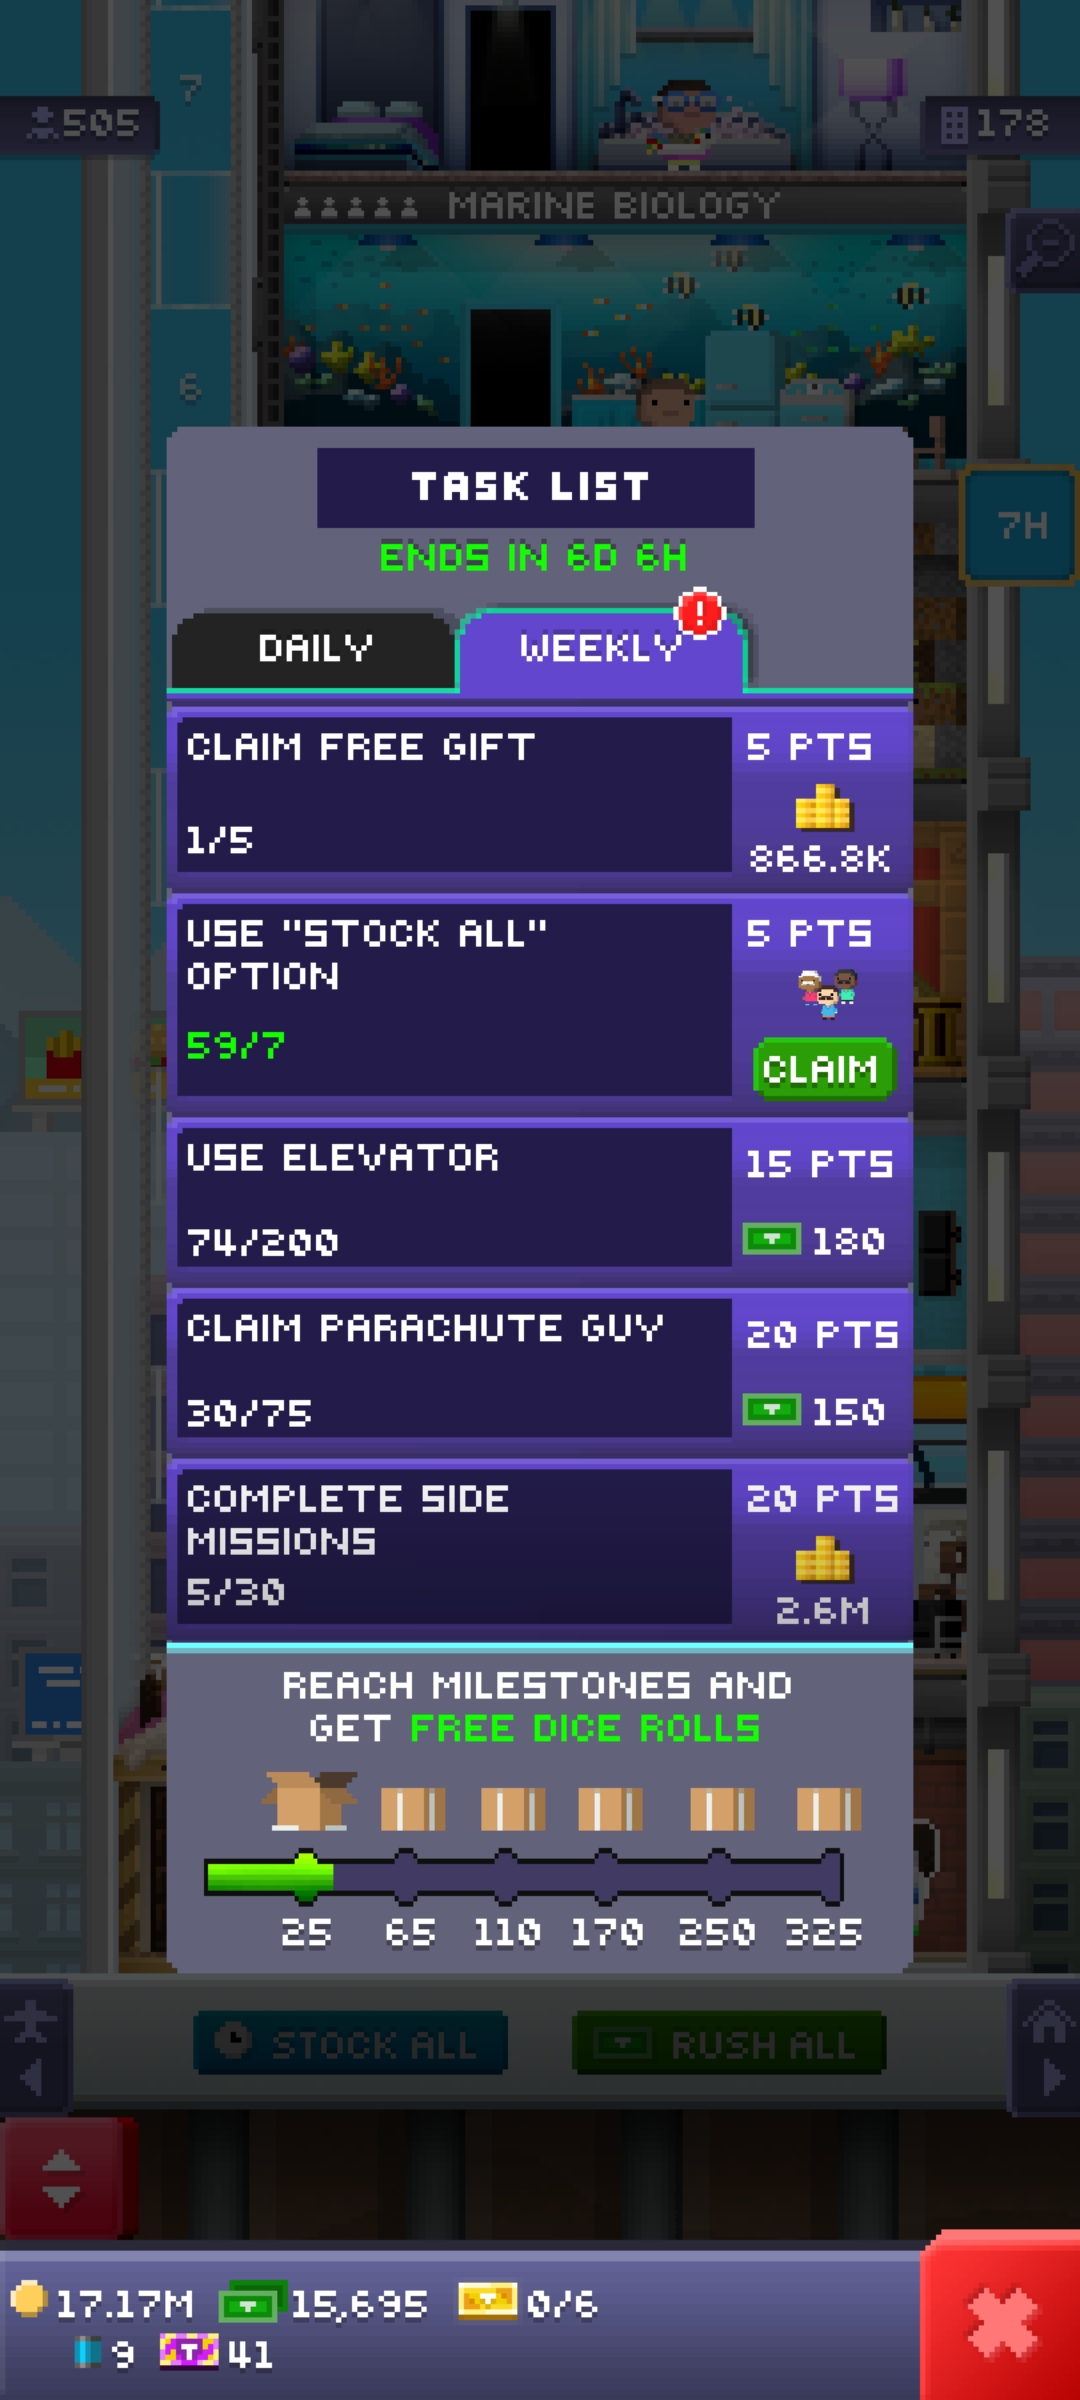 7
505
178
MARINE BIOLOGY
6
TASK LIST
ENDS IN 6D 6H
7H
DAILY
WEEKLY
!
CLAIM FREE GIFT
5 PTS
1/5
866.8K
USE "STOCK ALL"
OPTION
5 PTS
59/7
CLAIM
USE ELEVATOR
15 PTS
74/200
180
CLAIM PARACHUTE GUY
20 PTS
30/75
150
COMPLETE SIDE
MISSIONS
20 PTS
5/30
2.6M
REACH MILESTONES AND
GET FREE DICE ROLLS
25 65 110 170 250 325
STOCK ALL
RUSH ALL
17.17M 15,695 0/6
9 41